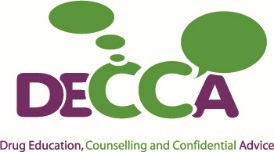 DECCA
Drug Education, Counselling and Confidential Advice